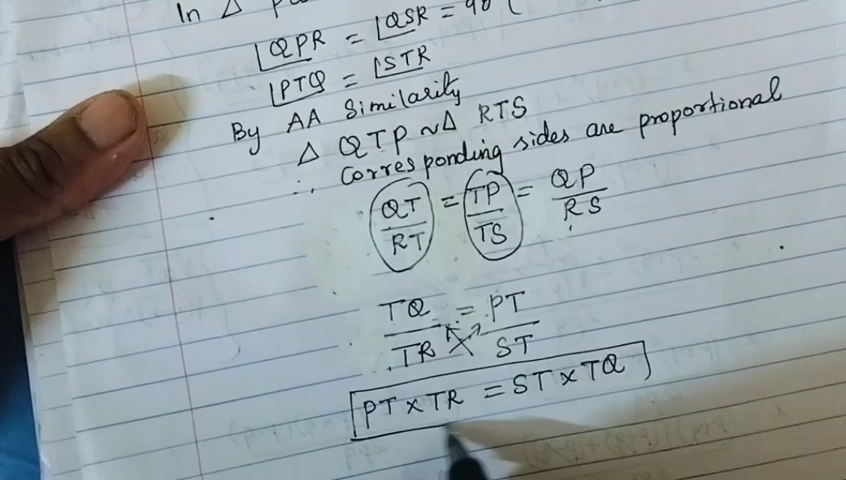 In Δ
∠QPR = ∠QSR = 90
∠PTQ = ∠STR
By AA Similarity
Δ QTP ~ Δ RTS
∴ Corresponding sides are proportional
QT/RT = TP/TS = QP/RS
TQ/TR = PT/ST
PT × TR = ST × TQ